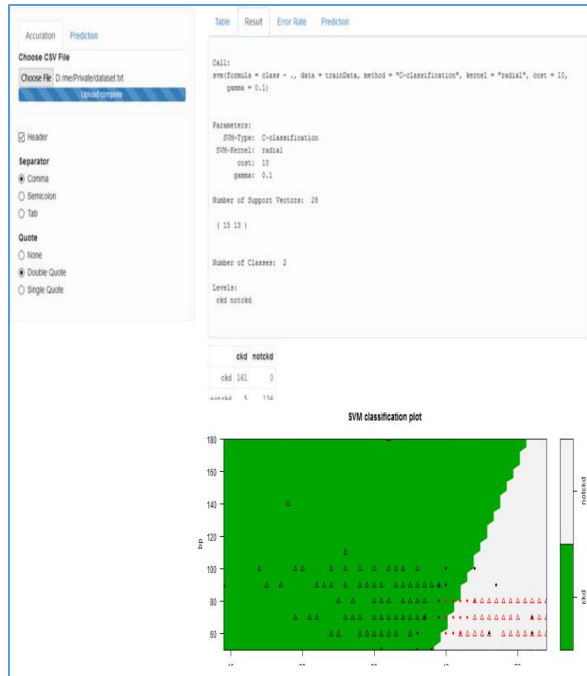 Accuration Prediction
Choose CSV File
Choose File D:/me/Private/dataset.txt
Upload complete
Header
Separator
Comma
Semicolon
Tab
Quote
None
Double Quote
Single Quote
Table Result Error Rate Prediction
Call:
svm(formula = class ~ ., data = trainData, method = "C-classification", kernel = "radial", cost = 10,
gamma = 0.1)
Parameters:
SVM-Type: C-classification
SVM-Kernel: radial
cost: 10
gamma: 0.1
Number of Support Vectors: 28
( 15 13 )
Number of Classes: 2
Levels:
ckd notckd
ckd notckd
ckd 161 0
SVM classification plot
180
160
140
120
100
80
60
bp
notckd
ckd